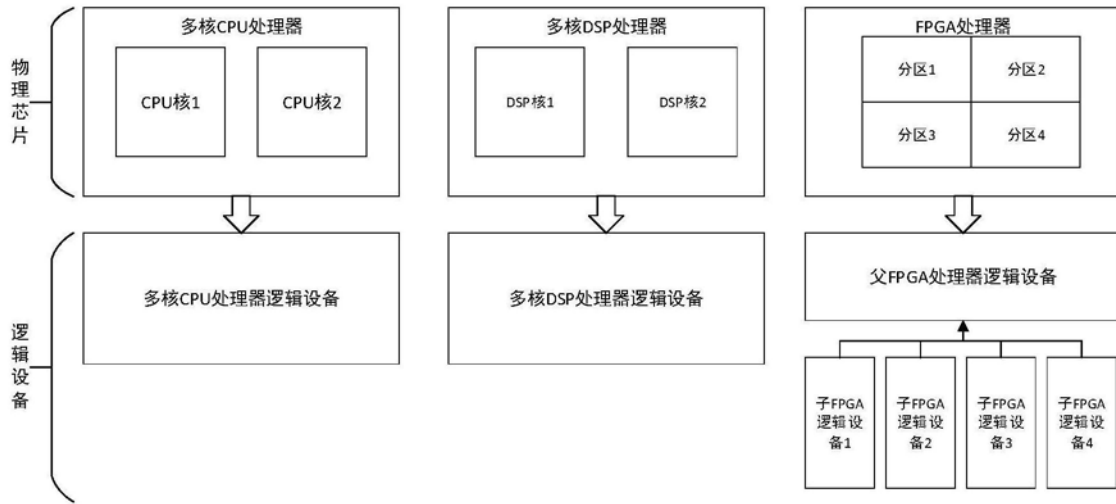 物理芯片
多核CPU处理器
CPU核1
CPU核2
多核DSP处理器
DSP核1
DSP核2
FPGA处理器
分区1
分区2
分区3
分区4
逻辑设备
多核CPU处理器逻辑设备
多核DSP处理器逻辑设备
父FPGA处理器逻辑设备
子FPGA
逻辑设
备1
子FPGA
逻辑设
备2
子FPGA
逻辑设
备3
子FPGA
逻辑设
备4